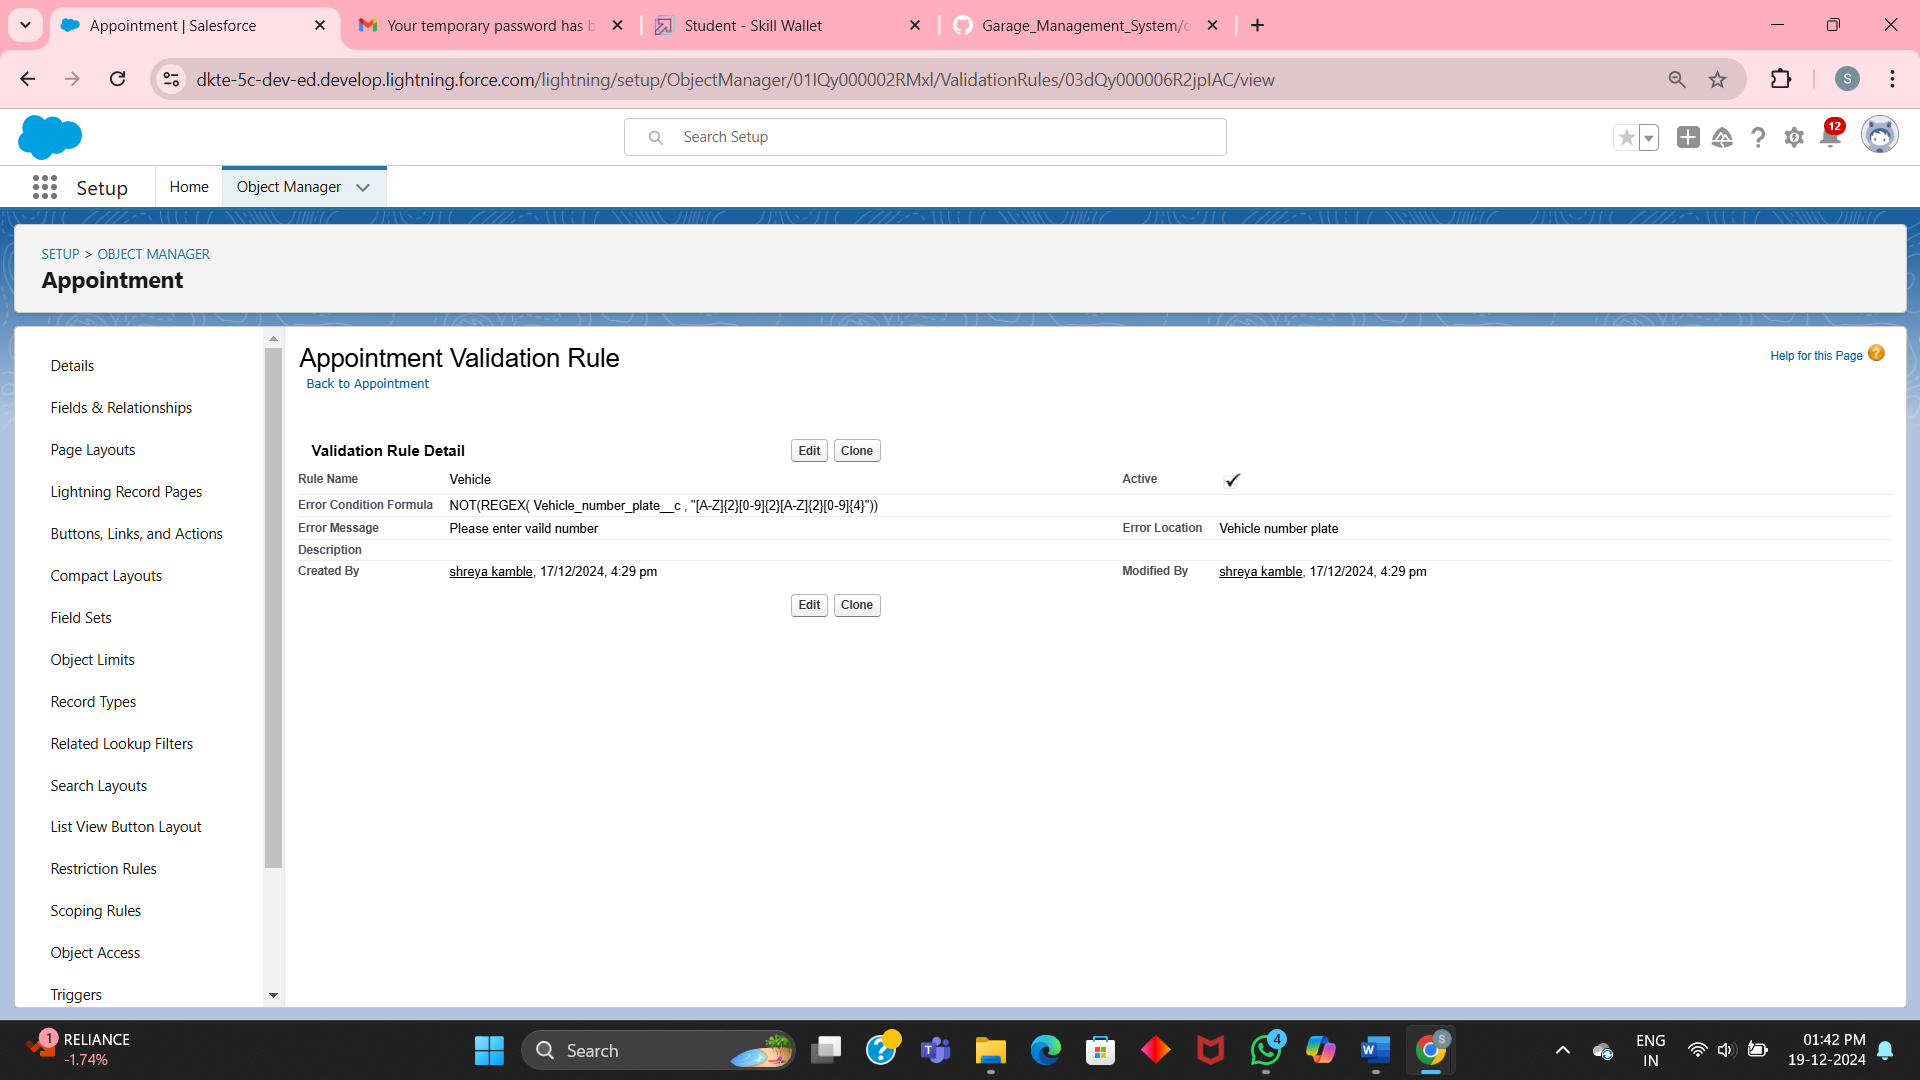 Appointment | Salesforce
Your temporary password has b
Student - Skill Wallet
Garage_Management_System/c
dkte-5c-dev-ed.develop.lightning.force.com/lightning/setup/ObjectManager/01IQy000002RMxl/ValidationRules/03dQy000006R2jpIAC/view
S
Search Setup
12
Setup
Home
Object Manager
SETUP > OBJECT MANAGER
Appointment
Details
Fields & Relationships
Page Layouts
Lightning Record Pages
Buttons, Links, and Actions
Compact Layouts
Field Sets
Object Limits
Record Types
Related Lookup Filters
Search Layouts
List View Button Layout
Restriction Rules
Scoping Rules
Object Access
Triggers
Appointment Validation Rule
Help for this Page
Back to Appointment
Validation Rule Detail
Edit Clone
Rule Name Vehicle Active
Error Condition Formula NOT(REGEX( Vehicle_number_plate__c , "[A-Z]{2}[0-9]{2}[A-Z]{2}[0-9]{4}"))
Error Message Please enter vaild number Error Location Vehicle number plate
Description
Created By shreya kamble, 17/12/2024, 4:29 pm Modified By shreya kamble, 17/12/2024, 4:29 pm
Edit Clone
1
RELIANCE
-1.74%
Search
4
S
ENG
IN
01:42 PM
19-12-2024